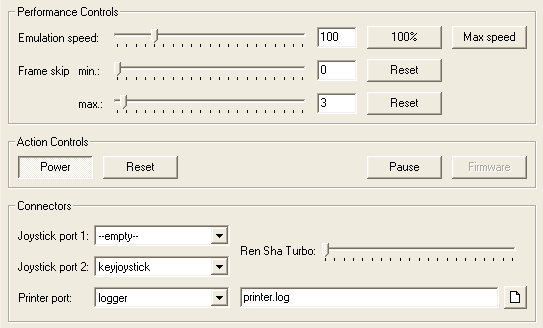 Performance Controls
Emulation speed: 100 100% Max speed
Frame skip min.: 0 Reset
max.: 3 Reset
Action Controls
Power Reset Pause Firmware
Connectors
Joystick port 1: --empty--
Ren Sha Turbo:
Joystick port 2: keyjoystick
Printer port: logger printer.log